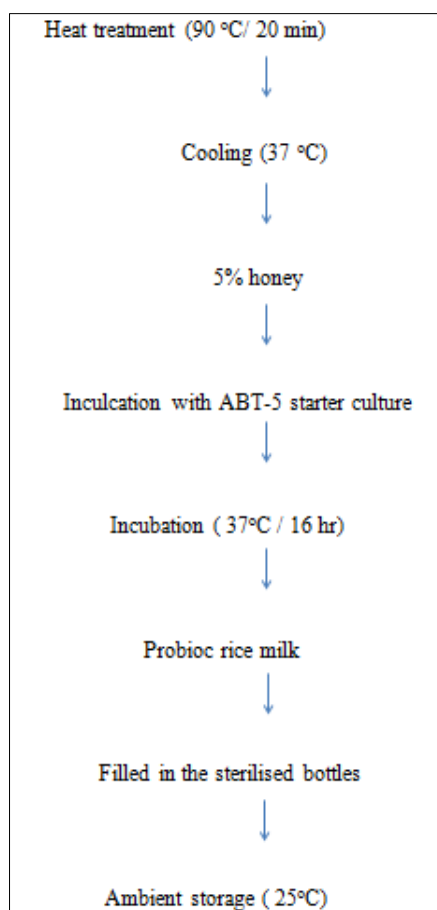 Heat treatment (90 °C/ 20 min)
Cooling (37 °C)
5% honey
Inculcation with ABT-5 starter culture
Incubation ( 37°C / 16 hr)
Probioc rice milk
Filled in the sterilised bottles
Ambient storage ( 25°C)